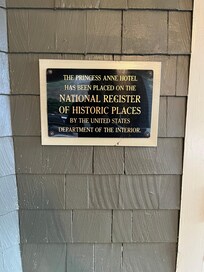 THE PRINCESS ANNE HOTEL
HAS BEEN PLACED ON THE
NATIONAL REGISTER
OF HISTORIC PLACES
BY THE UNITED STATES
DEPARTMENT OF THE INTERIOR.